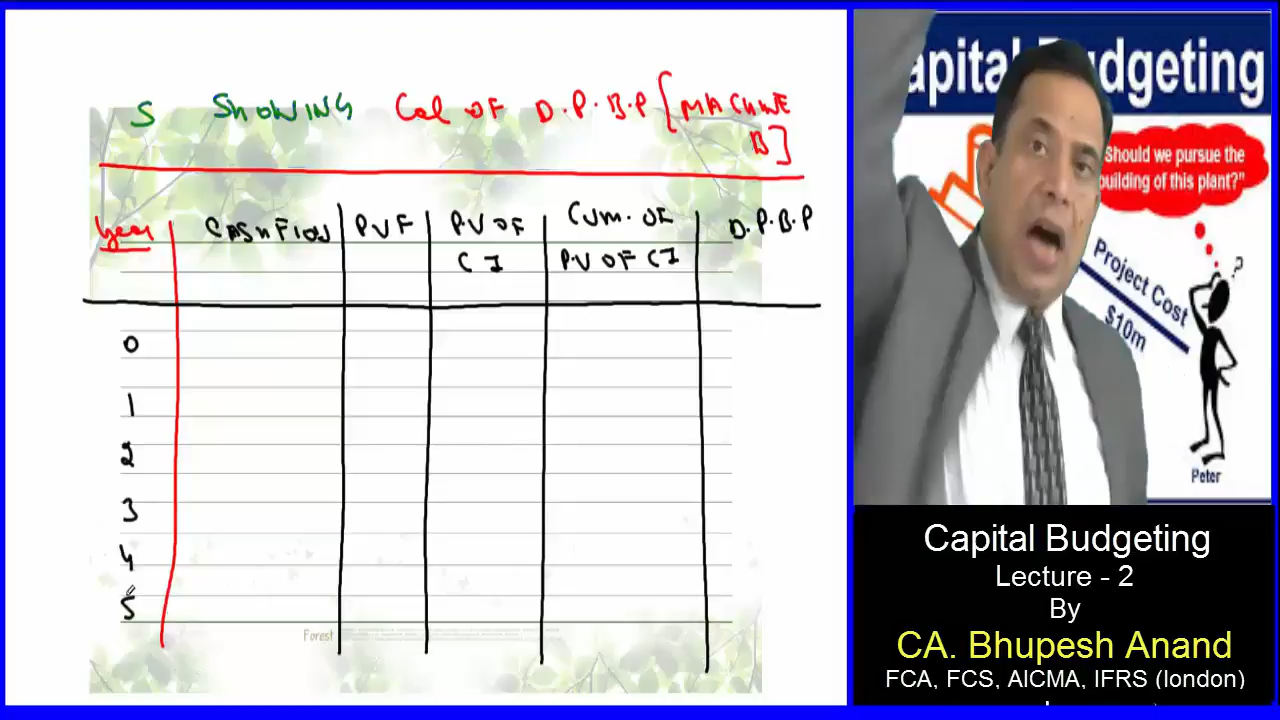 S Showing Cal OF D.P.B.P [MACHINE
B]
Year CASH FLOW PVF PV OF CUM. OF D.P.B.P
CI PV OF CI
0
1
2
3
4
5
Forest
Capital Budgeting
"Should we pursue the
building of this plant?"
?
Project Cost
$10m
Peter
Capital Budgeting
Lecture - 2
By
CA. Bhupesh Anand
FCA, FCS, AICMA, IFRS (london)